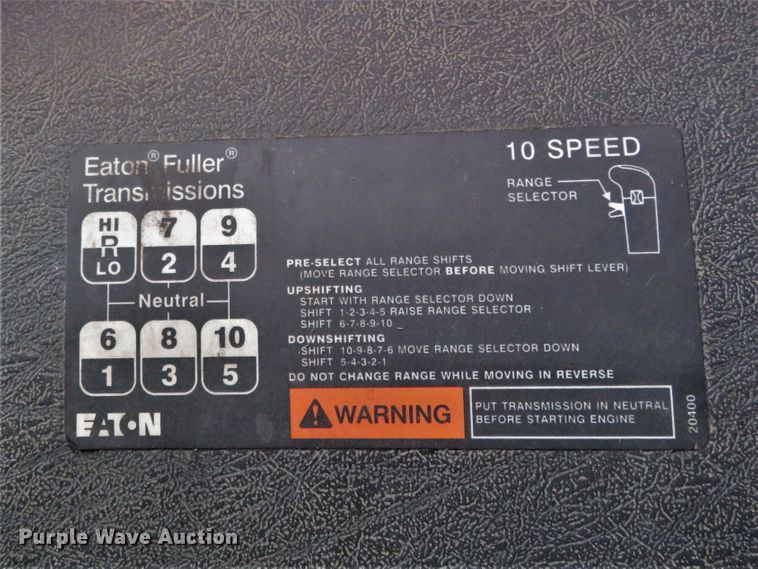 Eaton® Fuller®
Transmissions
10 SPEED
RANGE
SELECTOR
HI
R
LO
7
2
9
4
Neutral
6
1
8
3
10
5
EATON
PRE-SELECT ALL RANGE SHIFTS
(MOVE RANGE SELECTOR BEFORE MOVING SHIFT LEVER)
UPSHIFTING
START WITH RANGE SELECTOR DOWN
SHIFT 1-2-3-4-5 RAISE RANGE SELECTOR
SHIFT 6-7-8-9-10
DOWNSHIFTING
SHIFT 10-9-8-7-6 MOVE RANGE SELECTOR DOWN
SHIFT 5-4-3-2-1
DO NOT CHANGE RANGE WHILE MOVING IN REVERSE
WARNING
PUT TRANSMISSION IN NEUTRAL
BEFORE STARTING ENGINE
20400
Purple Wave Auction